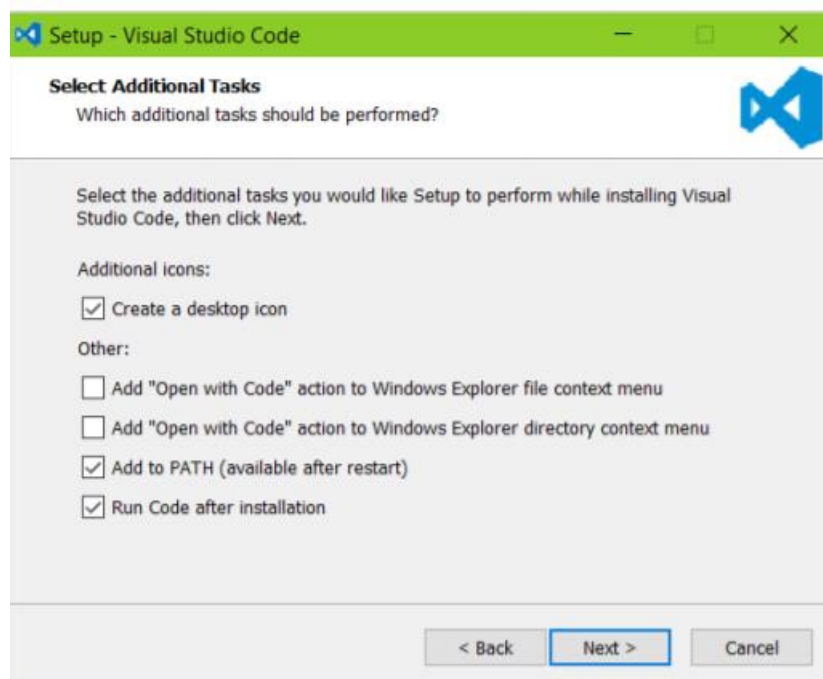 Setup - Visual Studio Code
Select Additional Tasks
Which additional tasks should be performed?
Select the additional tasks you would like Setup to perform while installing Visual
Studio Code, then click Next.
Additional icons:
Create a desktop icon
Other:
Add "Open with Code" action to Windows Explorer file context menu
Add "Open with Code" action to Windows Explorer directory context menu
Add to PATH (available after restart)
Run Code after installation
< Back Next > Cancel